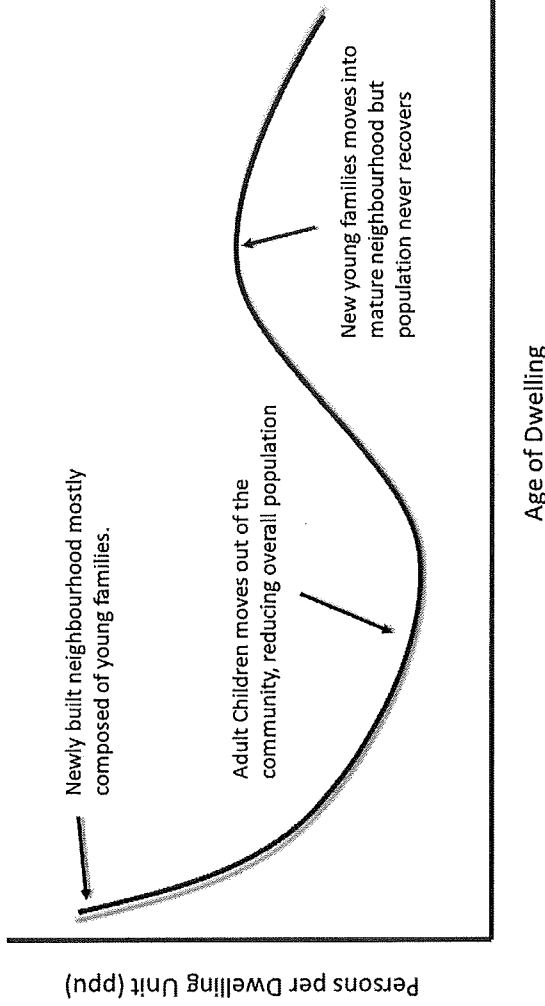 Persons per Dwelling Unit (ppu)
Newly built neighbourhood mostly
composed of young families.
Adult Children moves out of the
community, reducing overall population
New young families moves into
mature neighbourhood but
population never recovers
Age of Dwelling